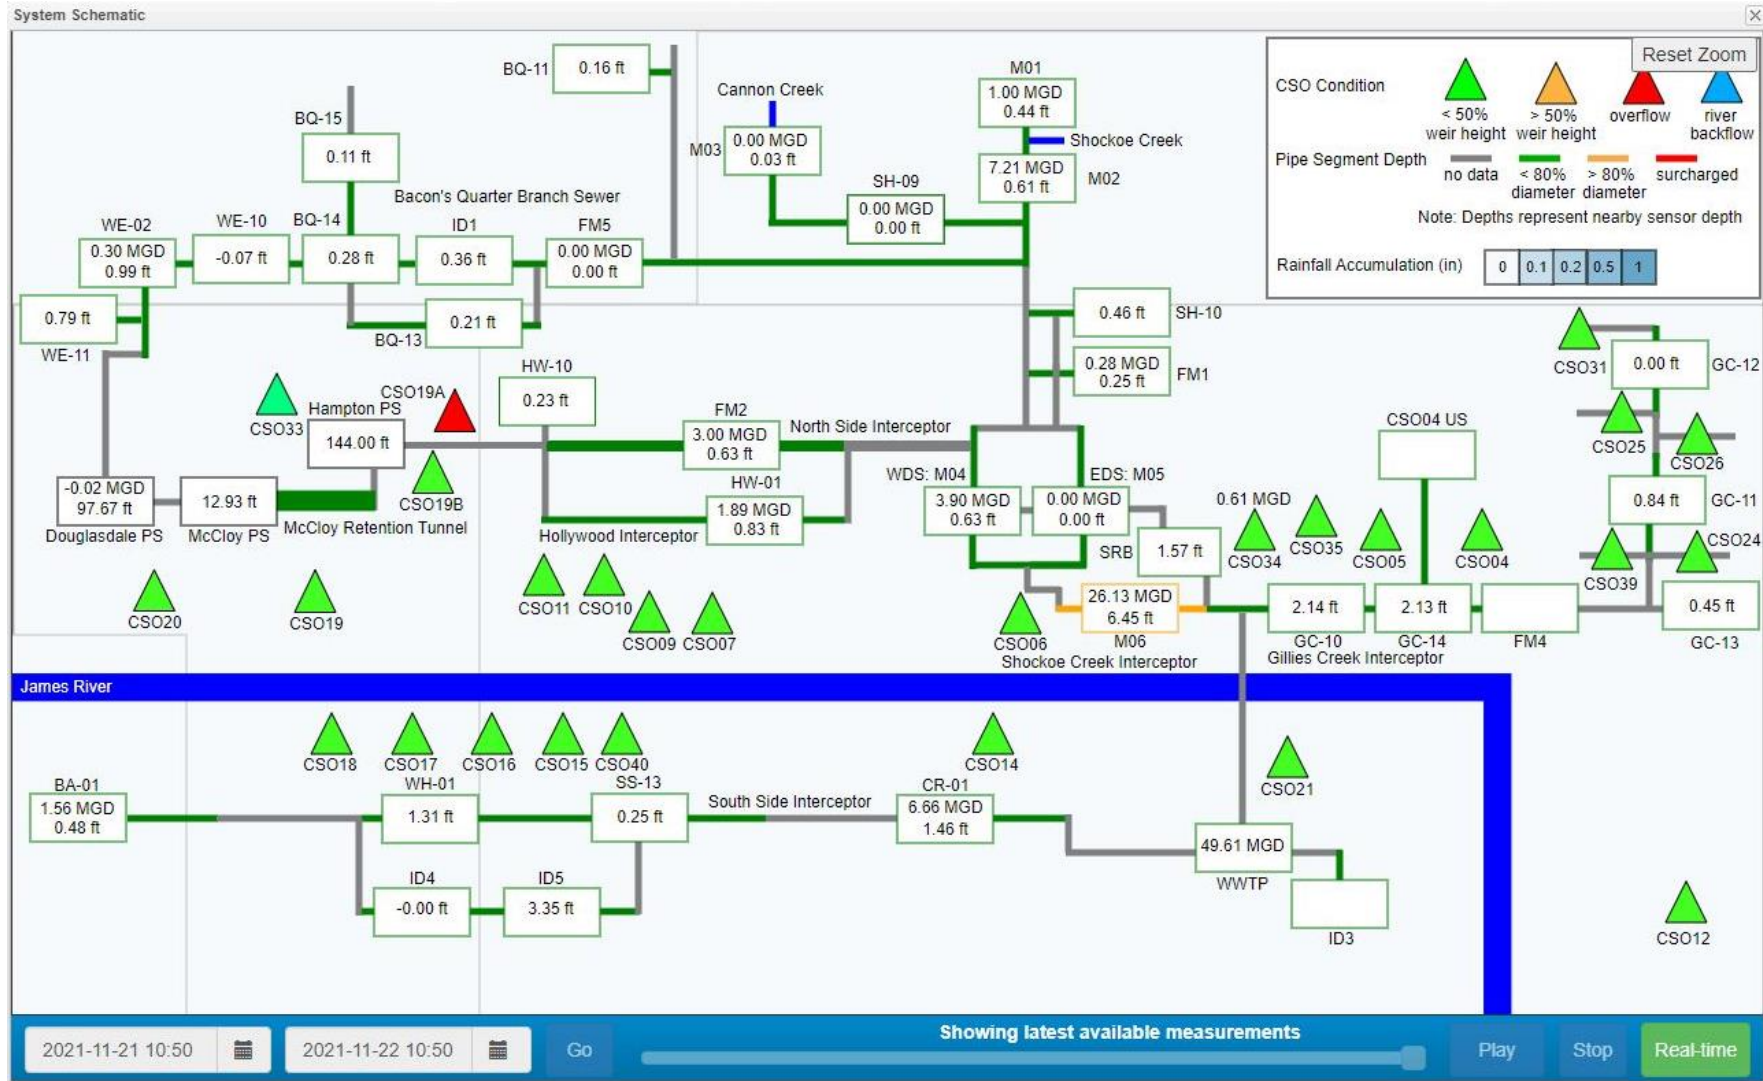 System Schematic
Reset Zoom
CSO Condition
< 50%
weir height
> 50%
weir height
overflow
river
backflow
Pipe Segment Depth
no data
< 80%
diameter
> 80%
diameter
surcharged
Note: Depths represent nearby sensor depth
Rainfall Accumulation (in)
0
0.1
0.2
0.5
1
BQ-11
0.16 ft
BQ-15
0.11 ft
Cannon Creek
M03
0.00 MGD
0.03 ft
M01
1.00 MGD
0.44 ft
Shockoe Creek
7.21 MGD
0.61 ft
M02
SH-09
0.00 MGD
0.00 ft
Bacon's Quarter Branch Sewer
WE-02
0.30 MGD
0.99 ft
WE-10
-0.07 ft
BQ-14
0.28 ft
ID1
0.36 ft
FM5
0.00 MGD
0.00 ft
0.79 ft
WE-11
BQ-13
0.21 ft
0.46 ft
SH-10
0.28 MGD
0.25 ft
FM1
CSO31
0.00 ft
GC-12
CSO33
Hampton PS
144.00 ft
CSO19A
CSO19B
HW-10
0.23 ft
FM2
3.00 MGD
0.63 ft
North Side Interceptor
HW-01
1.89 MGD
0.83 ft
Hollywood Interceptor
CSO04 US
CSO25
CSO26
-0.02 MGD
97.67 ft
Douglasdale PS
12.93 ft
McCloy PS
McCloy Retention Tunnel
WDS: M04
3.90 MGD
0.63 ft
EDS: M05
0.00 MGD
0.00 ft
SRB
1.57 ft
0.61 MGD
CSO34
CSO35
CSO05
CSO04
0.84 ft
GC-11
CSO39
CSO24
CSO20
CSO19
CSO11
CSO10
CSO09
CSO07
CSO06
26.13 MGD
6.45 ft
M06
Shockoe Creek Interceptor
2.14 ft
GC-10
2.13 ft
GC-14
FM4
0.45 ft
GC-13
Gillies Creek Interceptor
James River
CSO18
CSO17
CSO16
CSO15
CSO40
CSO14
CSO21
BA-01
1.56 MGD
0.48 ft
WH-01
1.31 ft
SS-13
0.25 ft
South Side Interceptor
CR-01
6.66 MGD
1.46 ft
49.61 MGD
WWTP
ID4
-0.00 ft
ID5
3.35 ft
ID3
CSO12
2021-11-21 10:50
2021-11-22 10:50
Go
Showing latest available measurements
Play
Stop
Real-time